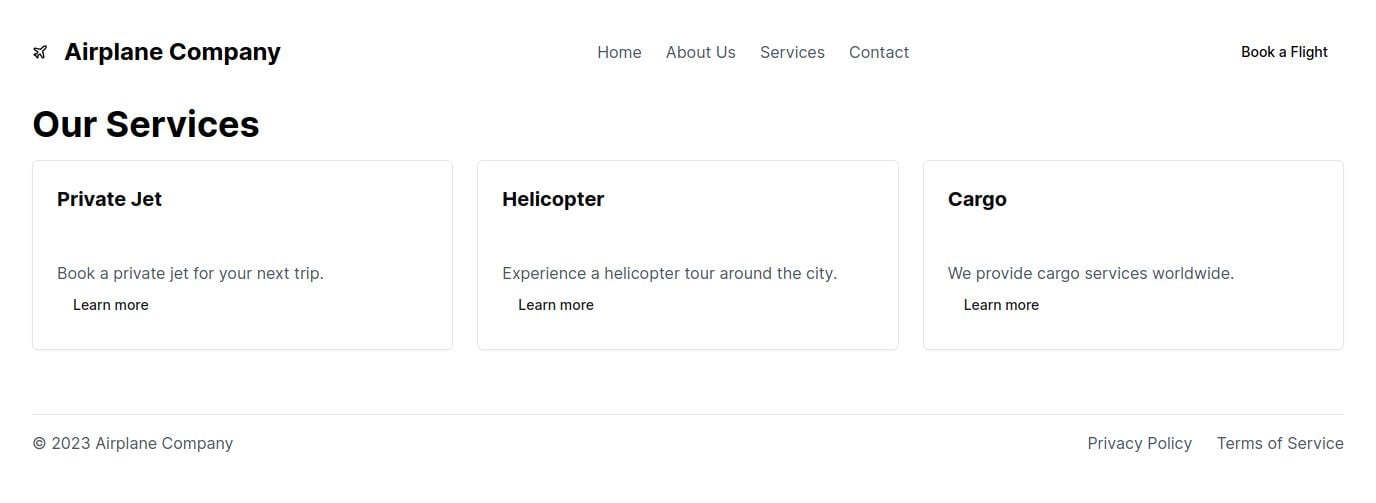 Airplane Company
Home
About Us
Services
Contact
Book a Flight
Our Services
Private Jet
Book a private jet for your next trip.
Learn more
Helicopter
Experience a helicopter tour around the city.
Learn more
Cargo
We provide cargo services worldwide.
Learn more
© 2023 Airplane Company
Privacy Policy
Terms of Service